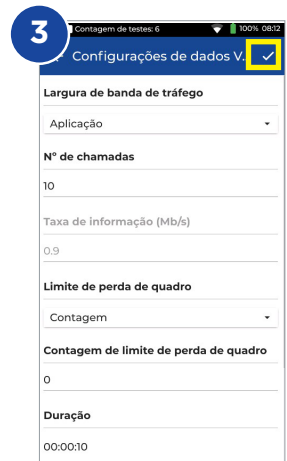 3
Contagem de testes: 6
100% 08:12
Configurações de dados V.
Largura de banda de tráfego
Aplicação
Nº de chamadas
10
Taxa de informação (Mb/s)
0.9
Limite de perda de quadro
Contagem
Contagem de limite de perda de quadro
0
Duração
00:00:10